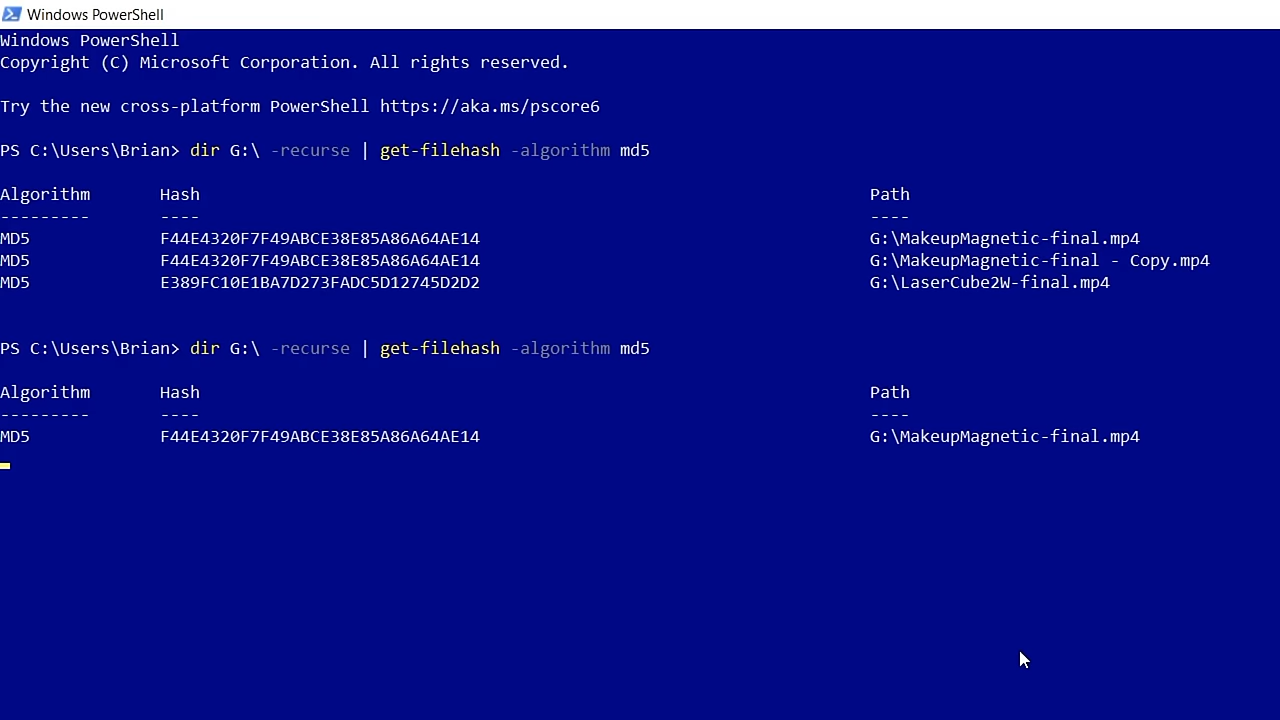 Windows PowerShell
Windows PowerShell
Copyright (C) Microsoft Corporation. All rights reserved.
Try the new cross-platform PowerShell https://aka.ms/pscore6
PS C:\Users\Brian> dir G:\ -recurse | get-filehash -algorithm md5
Algorithm Hash Path
--------- ---- ----
MD5 F44E4320F7F49ABCE38E85A86A64AE14 G:\MakeupMagnetic-final.mp4
MD5 F44E4320F7F49ABCE38E85A86A64AE14 G:\MakeupMagnetic-final - Copy.mp4
MD5 E389FC10E1BA7D273FADC5D12745D2D2 G:\LaserCube2W-final.mp4
PS C:\Users\Brian> dir G:\ -recurse | get-filehash -algorithm md5
Algorithm Hash Path
--------- ---- ----
MD5 F44E4320F7F49ABCE38E85A86A64AE14 G:\MakeupMagnetic-final.mp4